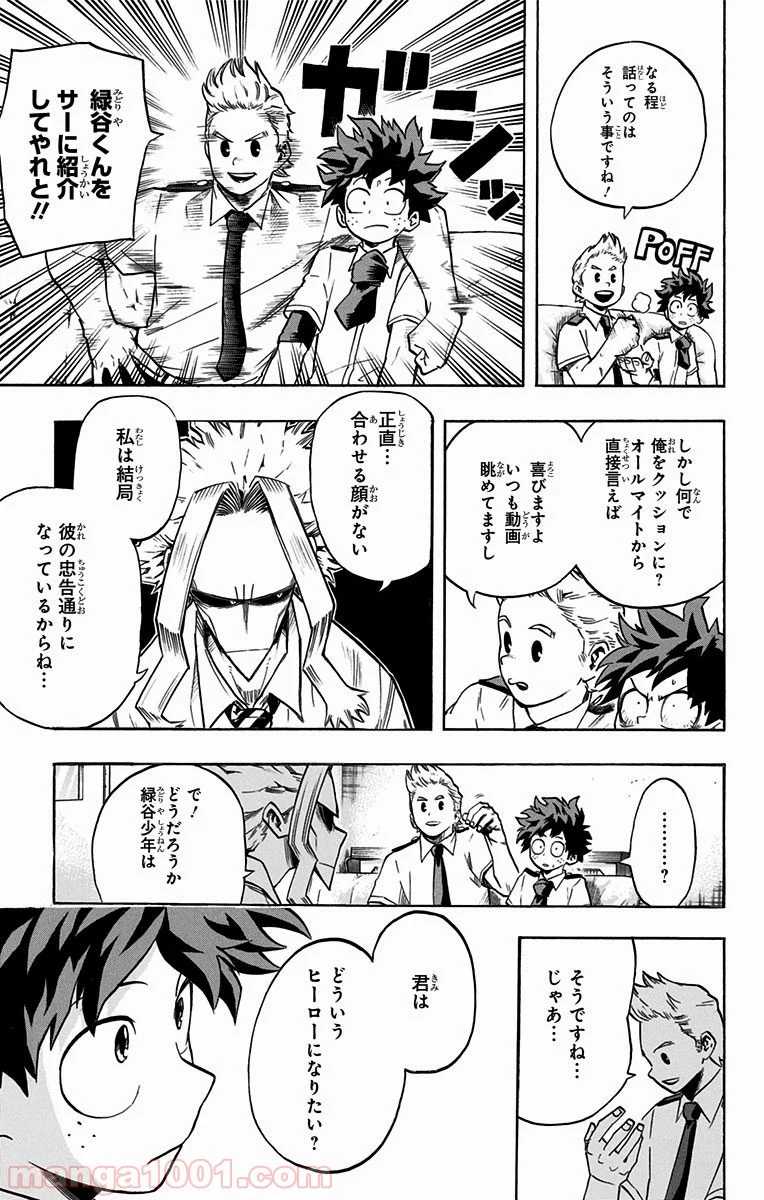 なる程
話ってのは
そういう事ですね！
POFF
ガシッ
緑谷くんを
サーに紹介
してやれと!!
しかし何で
俺をクッションに？
オールマイトから
直接言えば
喜びますよ
いつも動画
眺めてますし
正直…
合わせる顔がない
私は結局
彼の忠告通りに
なっているからね…
………？
で！
どうだろうか
緑谷少年は
そうですね…
じゃあ…
君は
どういう
ヒーローになりたい？
manga1001.com